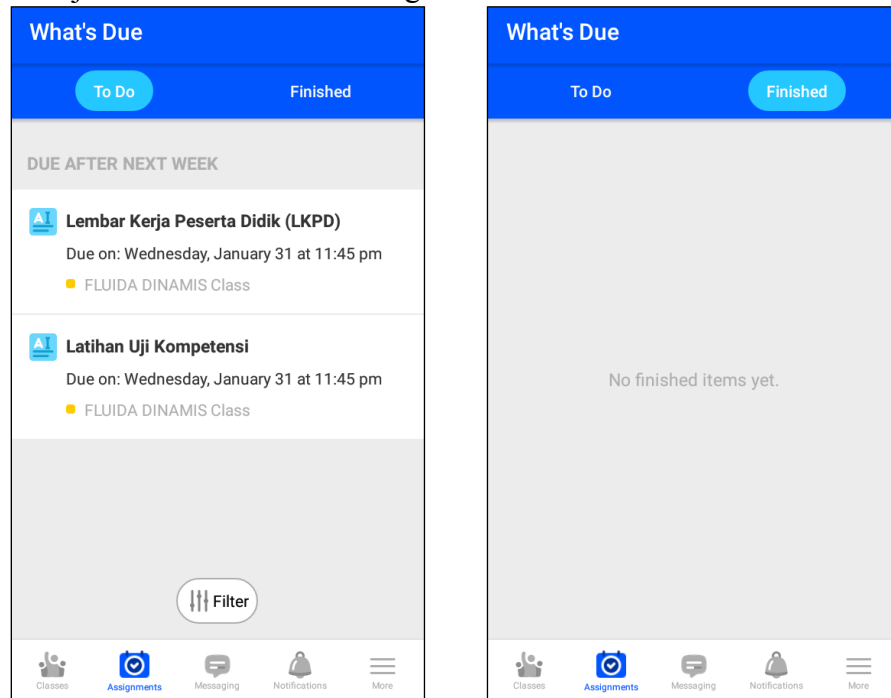 What's Due
To Do
Finished
DUE AFTER NEXT WEEK
Lembar Kerja Peserta Didik (LKPD)
Due on: Wednesday, January 31 at 11:45 pm
FLUIDA DINAMIS Class
Latihan Uji Kompetensi
Due on: Wednesday, January 31 at 11:45 pm
FLUIDA DINAMIS Class
Filter
Classes
Assignments
Messaging
Notifications
More
What's Due
To Do
Finished
No finished items yet.
Classes
Assignments
Messaging
Notifications
More